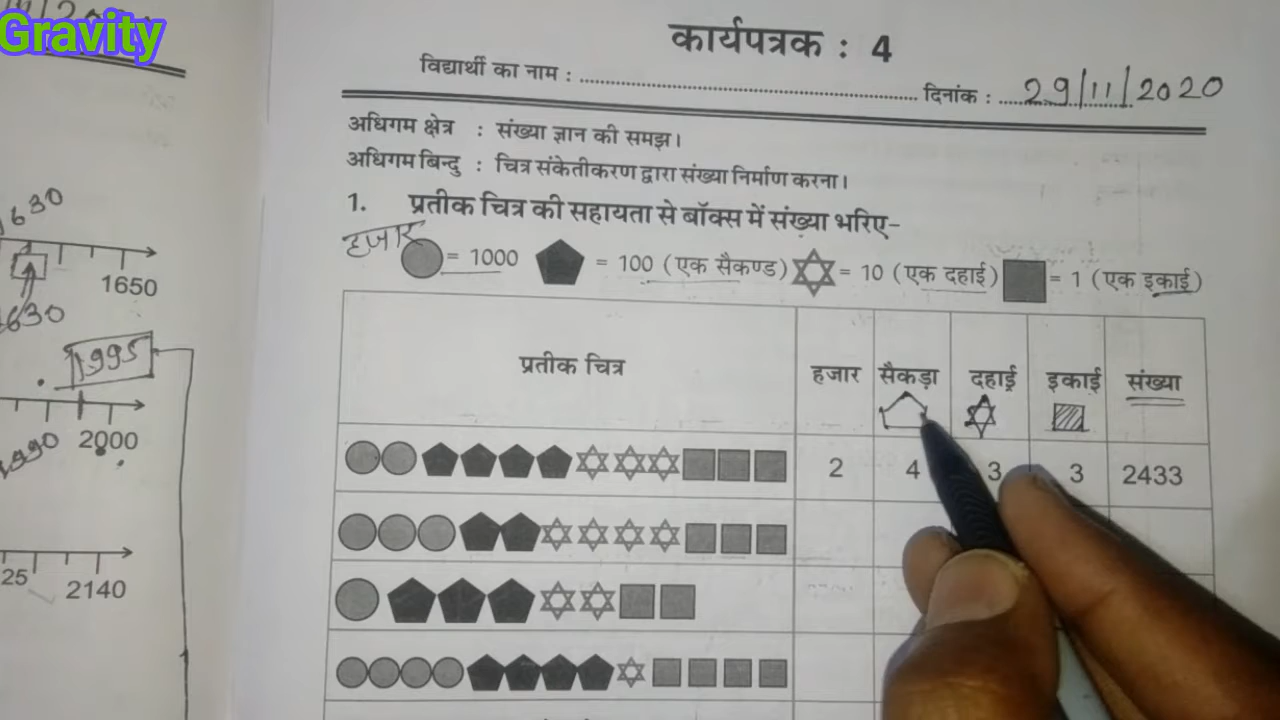 Gravity
कार्यपत्रक : 4
विद्यार्थी का नाम : दिनांक : 29/11/2020
अधिगम क्षेत्र : संख्या ज्ञान की समझ।
अधिगम बिन्दु : चित्र संकेतीकरण द्वारा संख्या निर्माण करना।
1. प्रतीक चित्र की सहायता से बॉक्स में संख्या भरिए-
हजार
= 1000 = 100 (एक सैकण्ड) = 10 (एक दहाई) = 1 (एक इकाई)
प्रतीक चित्र हजार सैकड़ा दहाई इकाई संख्या
2 4 3 3 2433
1650
1995
2000
1990
25 2140